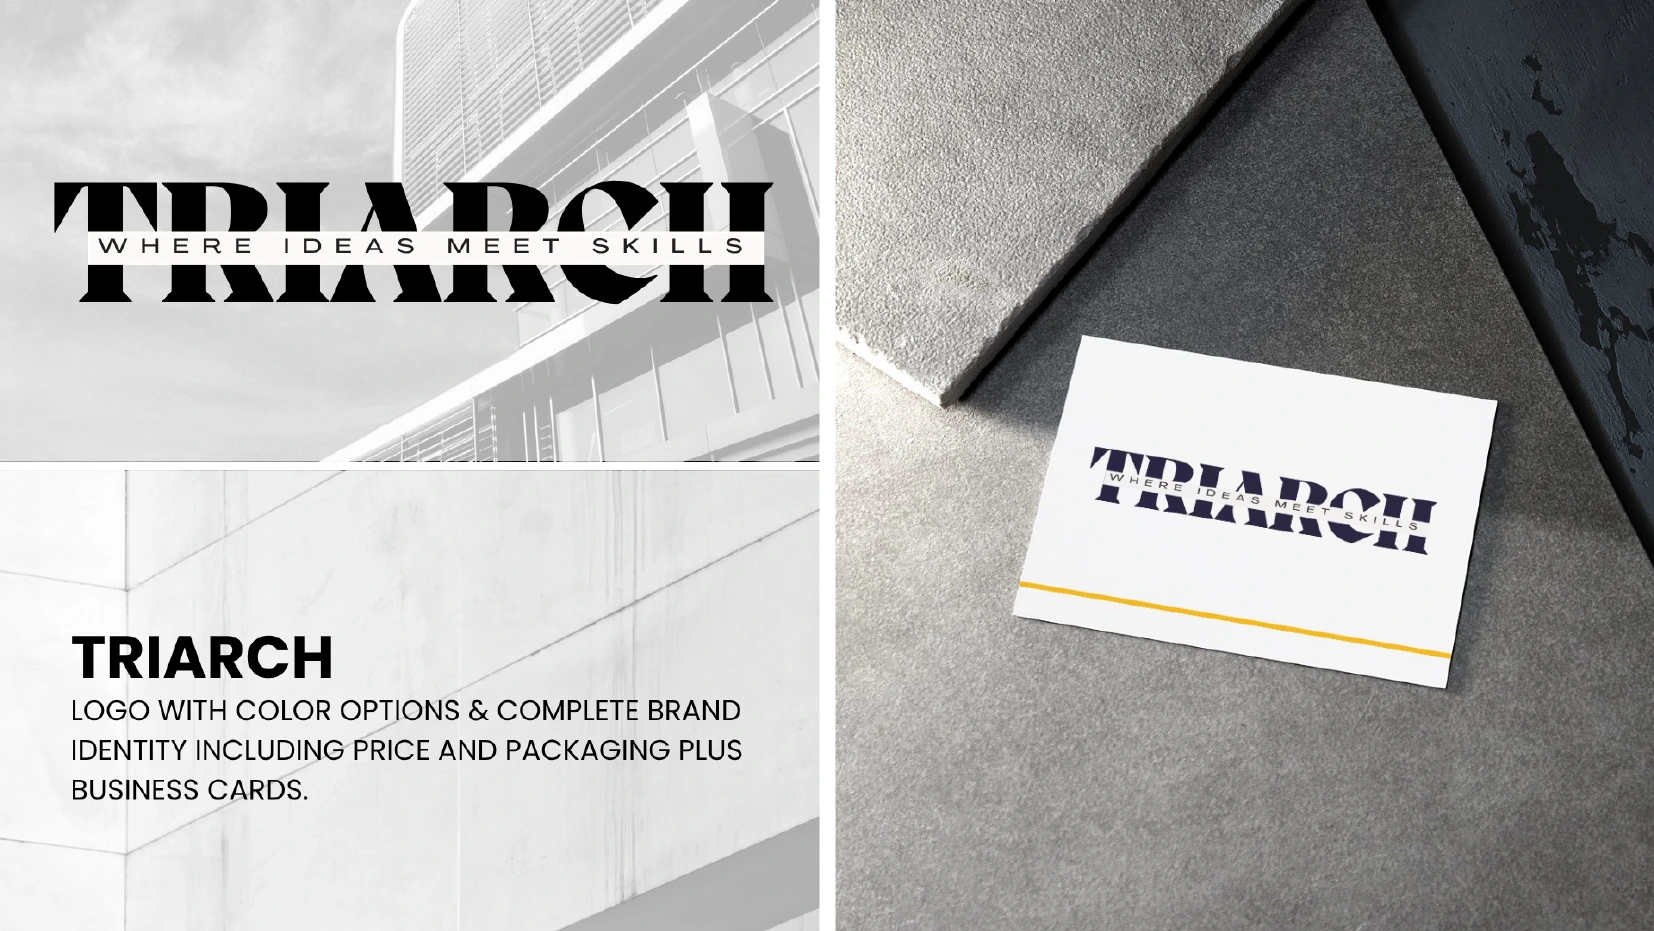 TRIARCH
WHERE IDEAS MEET SKILLS
TRIARCH
LOGO WITH COLOR OPTIONS & COMPLETE BRAND
IDENTITY INCLUDING PRICE AND PACKAGING PLUS
BUSINESS CARDS.
TRIARCH
WHERE IDEAS MEET SKILLS